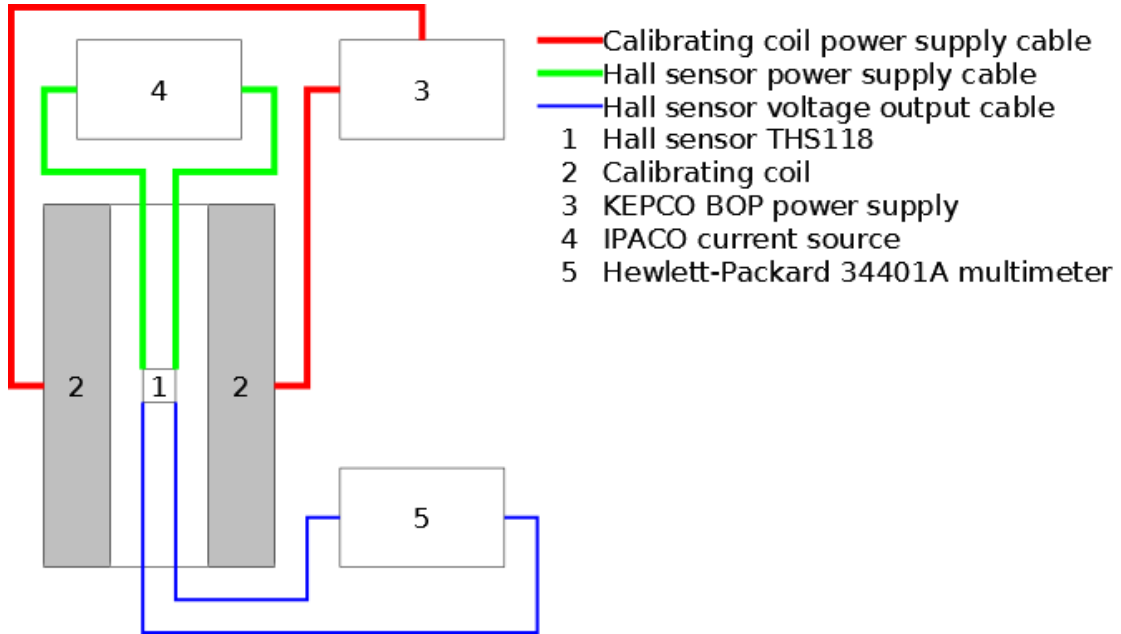 4
3
2
1
2
5
Calibrating coil power supply cable
Hall sensor power supply cable
Hall sensor voltage output cable
1 Hall sensor THS118
2 Calibrating coil
3 KEPCO BOP power supply
4 IPACO current source
5 Hewlett-Packard 34401A multimeter